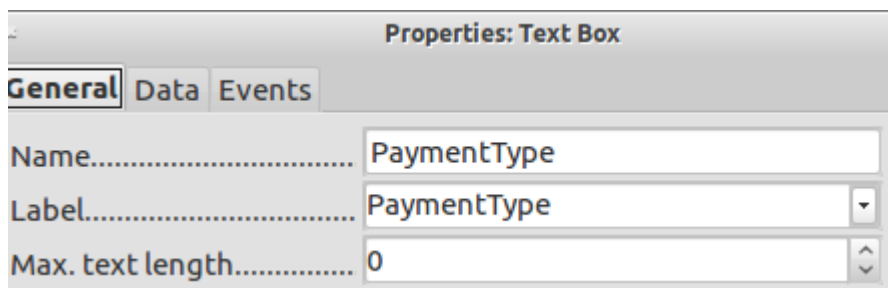 Properties: Text Box
General Data Events
Name.............................. PaymentType
Label............................... PaymentType
Max. text length............... 0